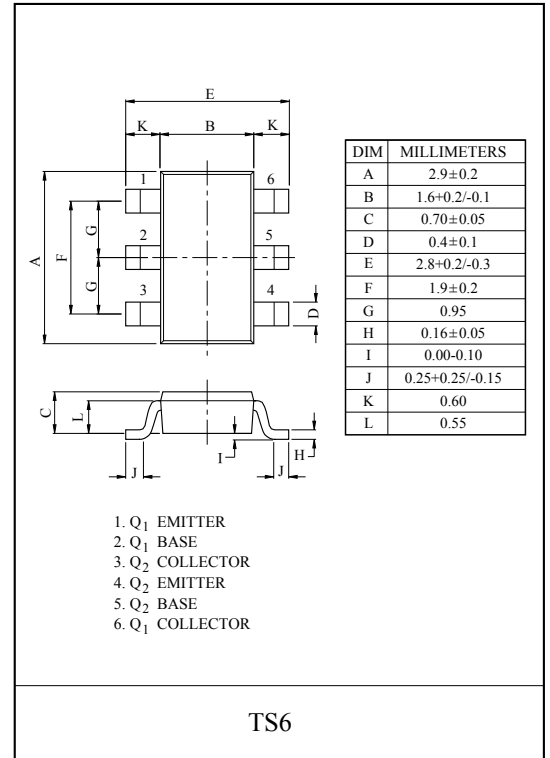 E
K B K
1 6
2 5
3 4
A
F
G
G
D
C
L
I
H
J
J
DIM MILLIMETERS
A 2.9±0.2
B 1.6+0.2/-0.1
C 0.70±0.05
D 0.4±0.1
E 2.8+0.2/-0.3
F 1.9±0.2
G 0.95
H 0.16±0.05
I 0.00-0.10
J 0.25+0.25/-0.15
K 0.60
L 0.55
1. Q1 EMITTER
2. Q1 BASE
3. Q2 COLLECTOR
4. Q2 EMITTER
5. Q2 BASE
6. Q1 COLLECTOR
TS6